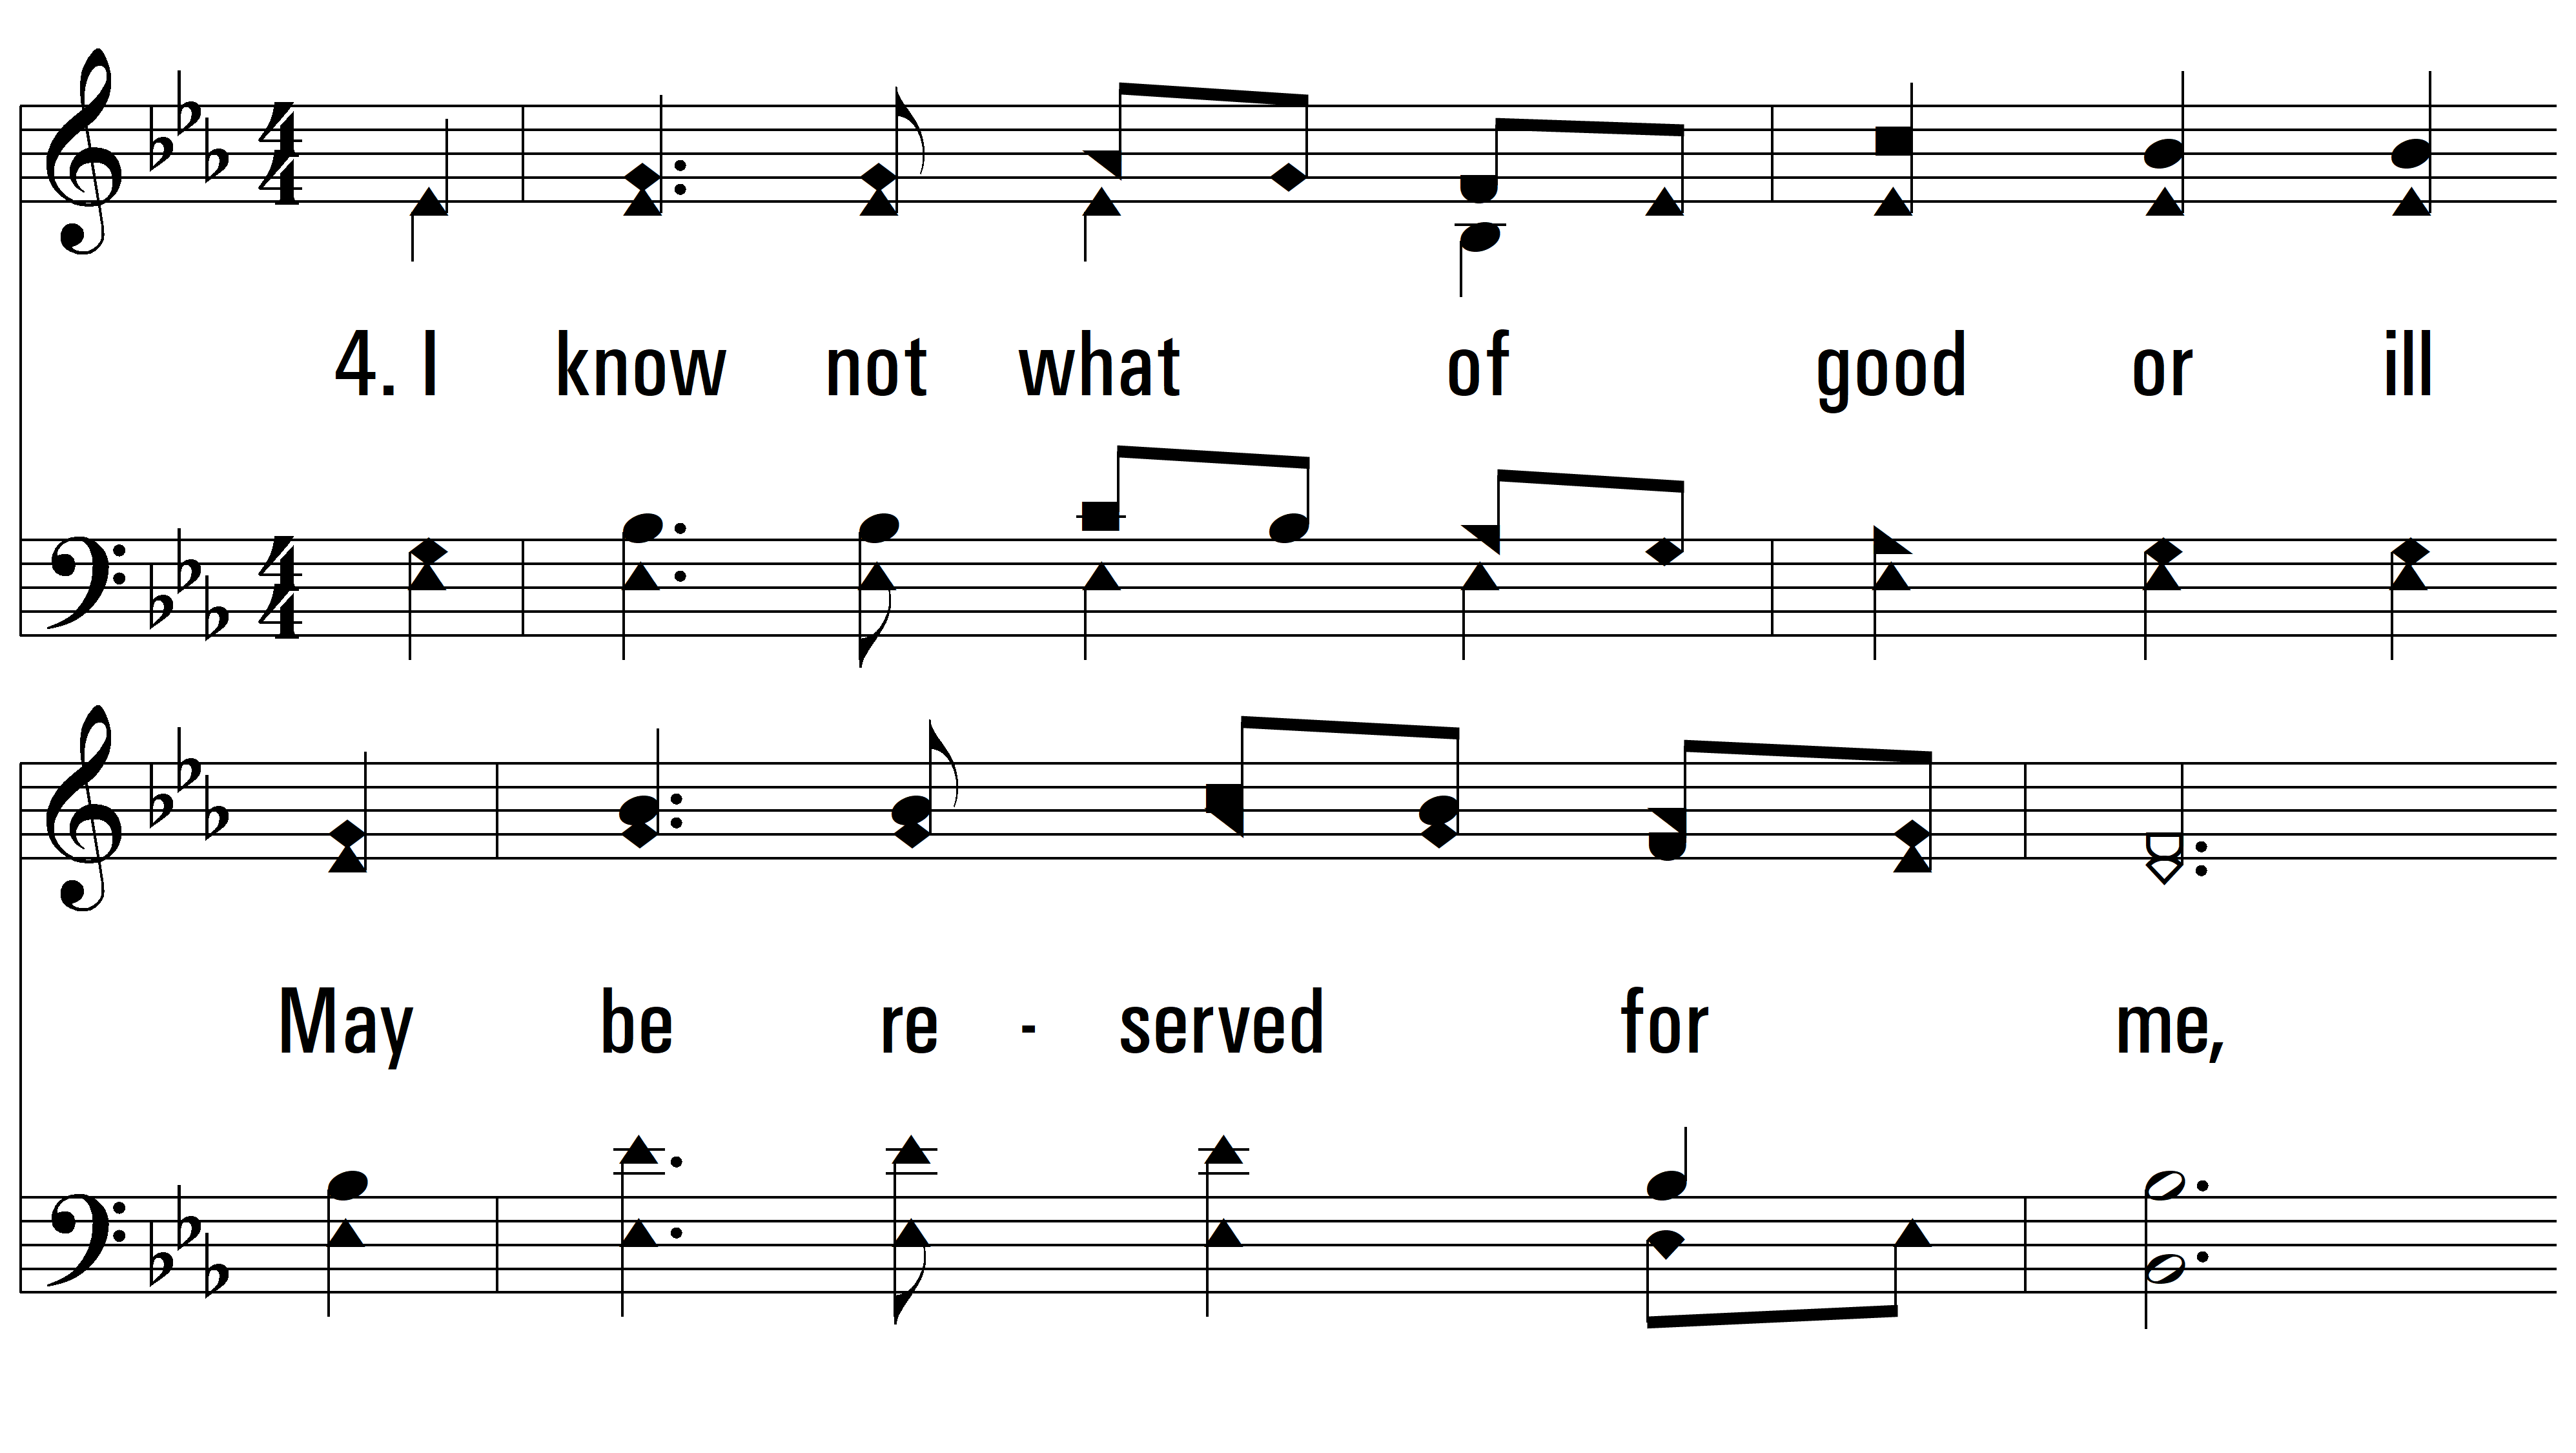 4. I know not what of good or ill
May be re - served for me,